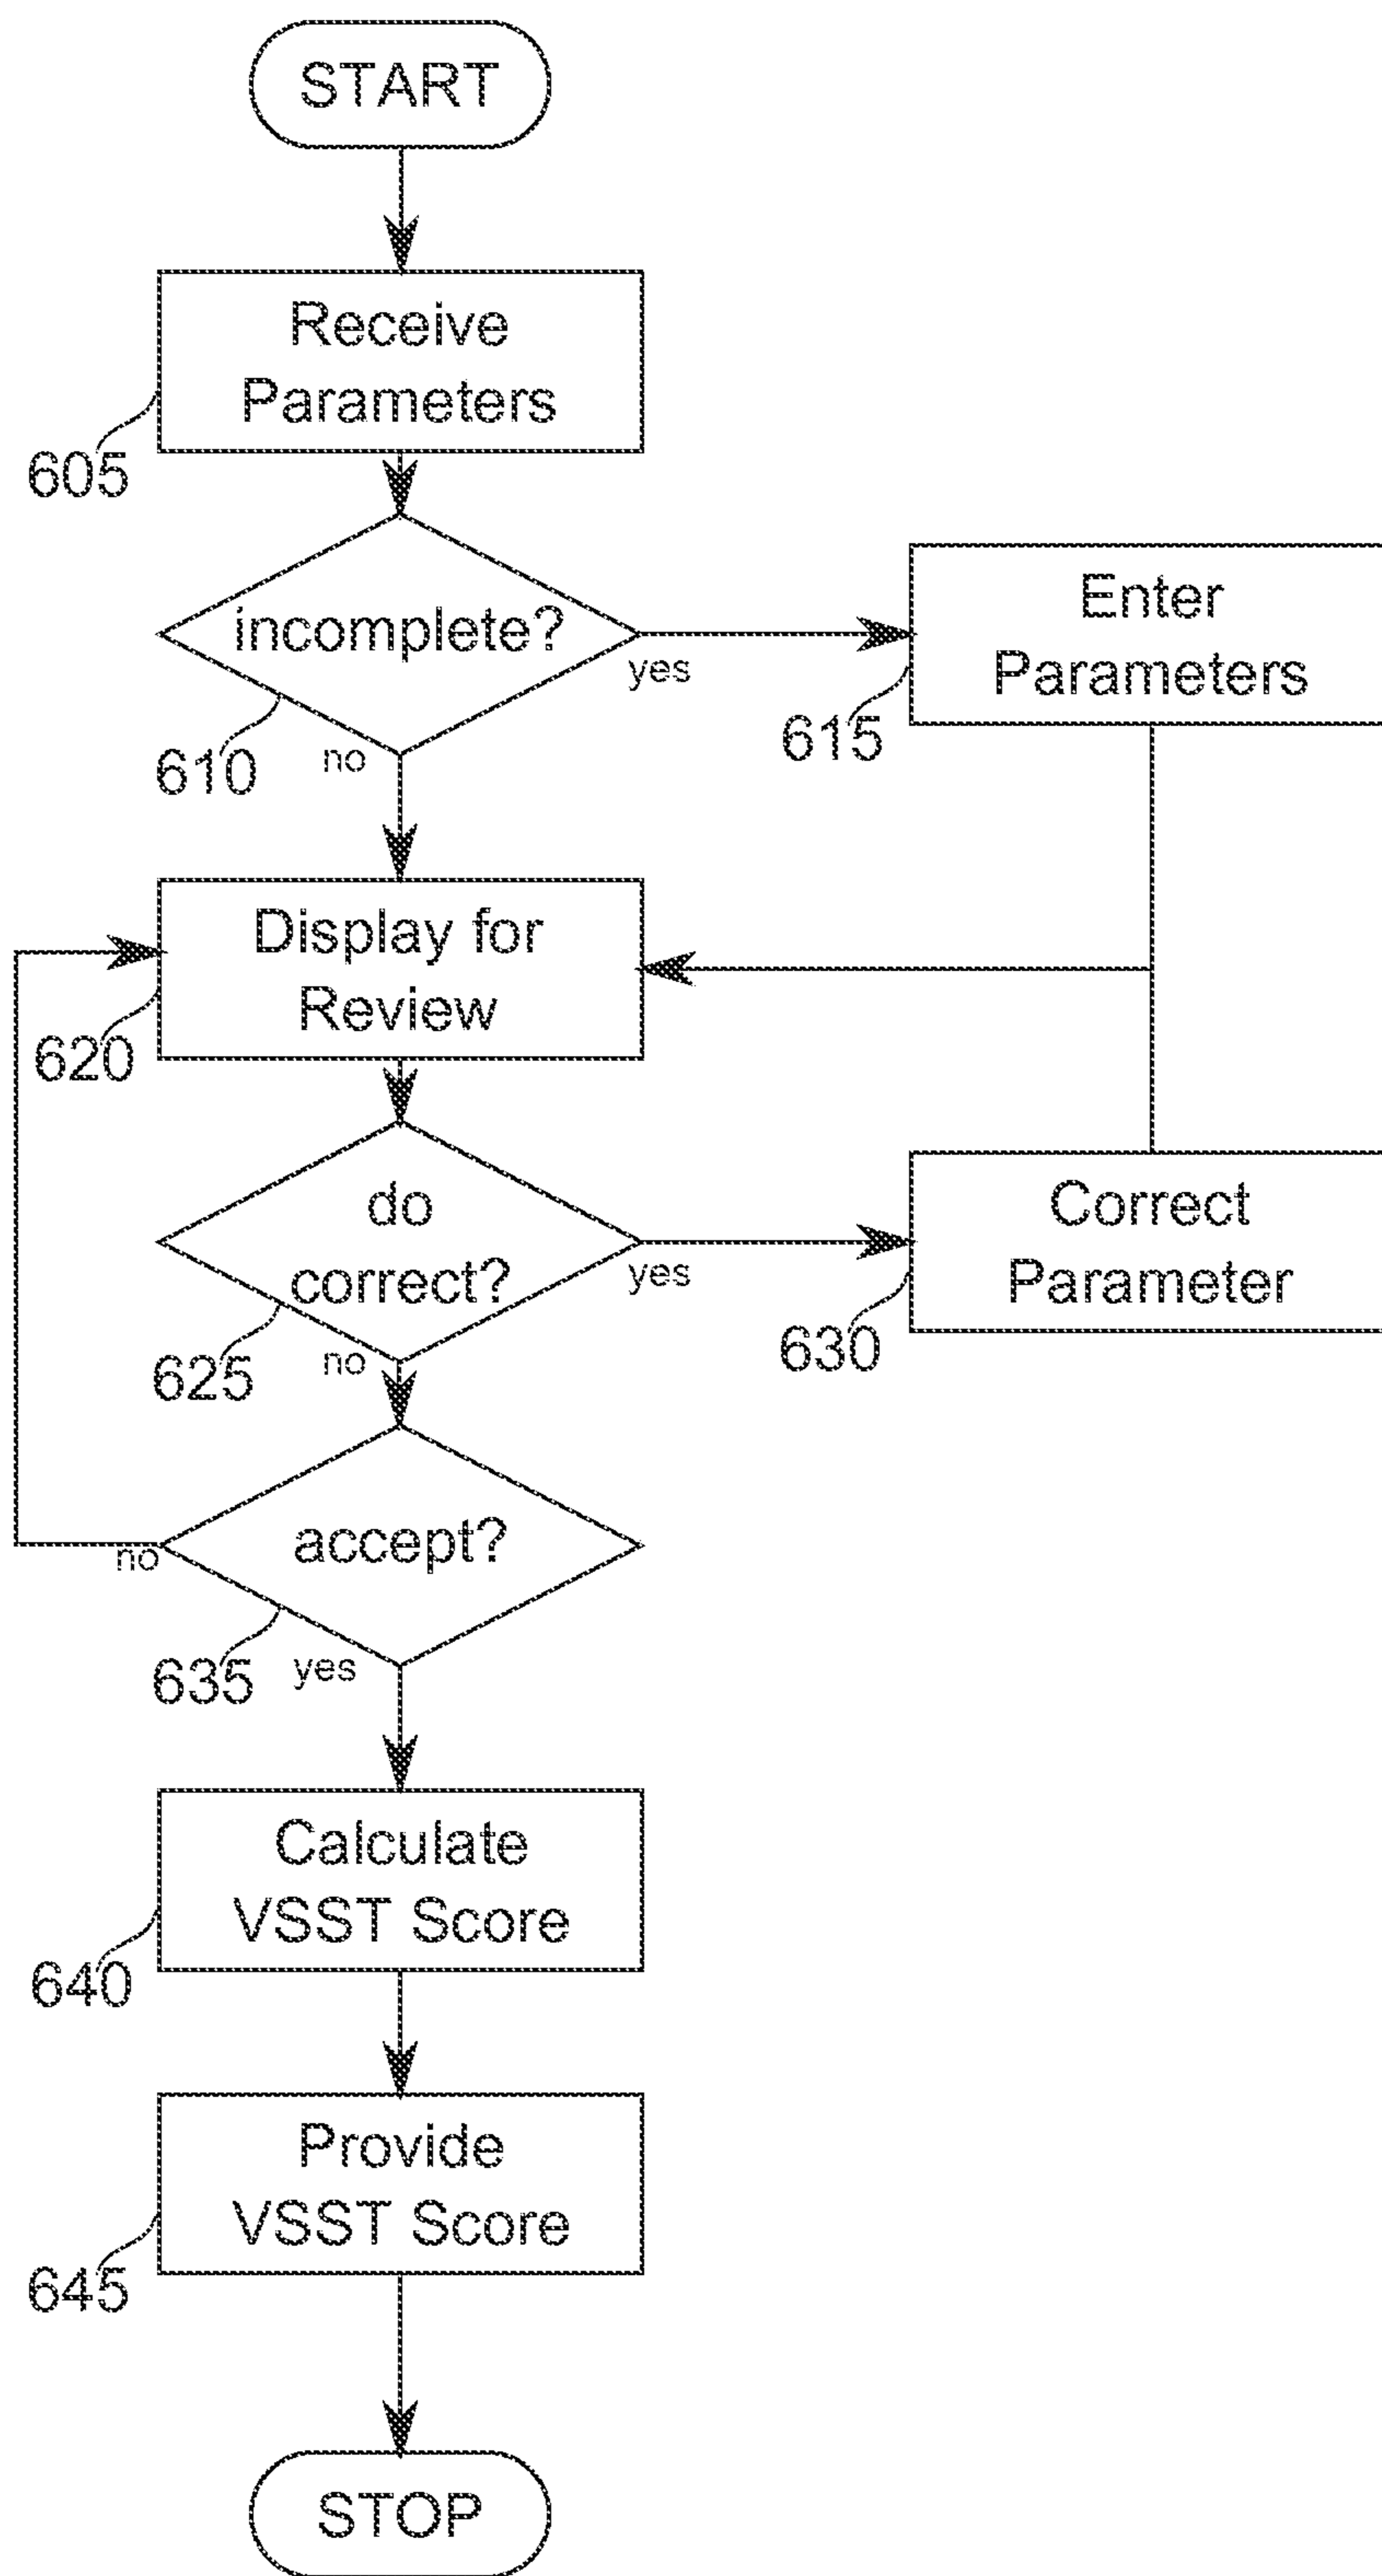 START
Receive
Parameters
605
incomplete?
yes
610
no
Enter
Parameters
615
Display for
Review
620
do
correct?
yes
625
no
Correct
Parameter
630
accept?
no
635
yes
Calculate
VSST Score
640
Provide
VSST Score
645
STOP